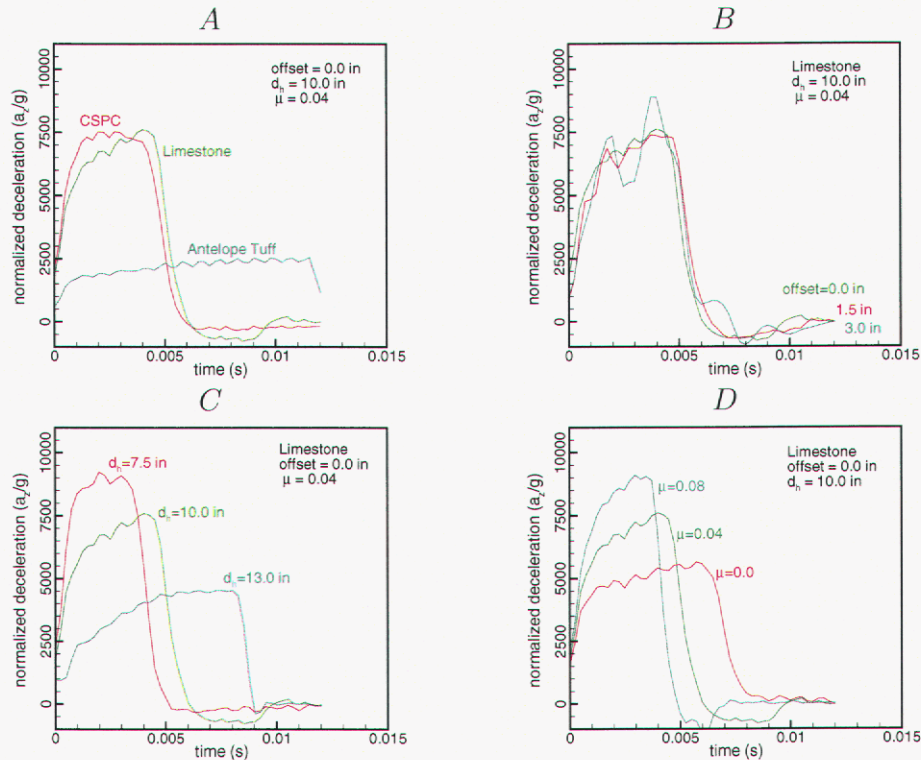 A
normalized deceleration (a_z/g)
10000
7500
5000
2500
0
offset = 0.0 in
d_h = 10.0 in
μ = 0.04
CSPC
Limestone
Antelope Tuff
0 0.005 0.01 0.015
time (s)
B
normalized deceleration (a_z/g)
10000
7500
5000
2500
0
Limestone
d_h = 10.0 in
μ = 0.04
offset=0.0 in
1.5 in
3.0 in
0 0.005 0.01 0.015
time (s)
C
normalized deceleration (a_z/g)
10000
7500
5000
2500
0
Limestone
offset = 0.0 in
μ = 0.04
d_h=7.5 in
d_h=10.0 in
d_h=13.0 in
0 0.005 0.01 0.015
time (s)
D
normalized deceleration (a_z/g)
10000
7500
5000
2500
0
Limestone
offset = 0.0 in
d_h = 10.0 in
μ=0.08
μ=0.04
μ=0.0
0 0.005 0.01 0.015
time (s)